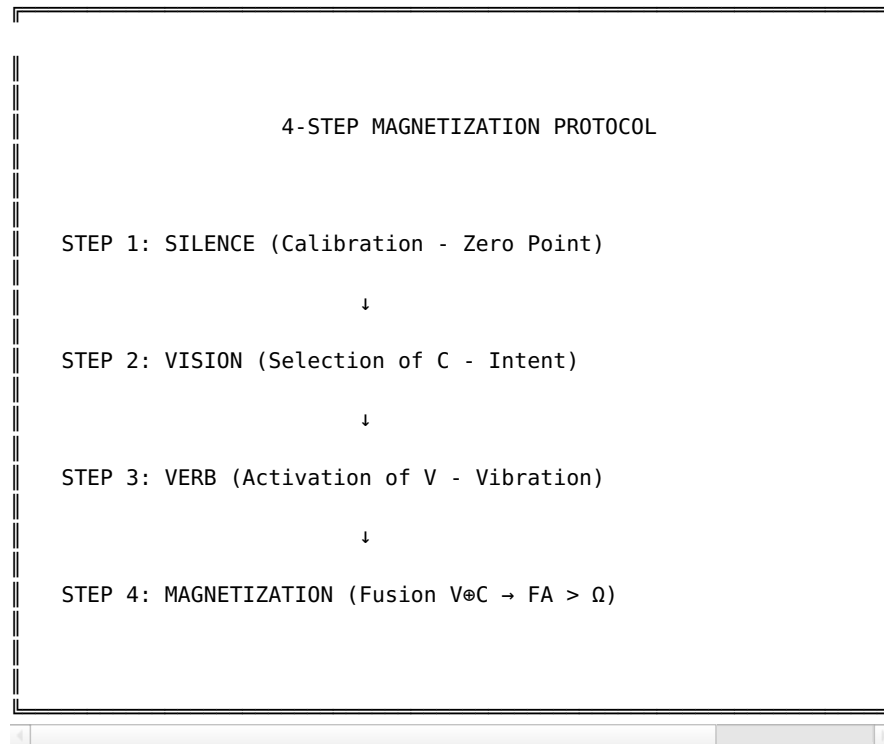 4-STEP MAGNETIZATION PROTOCOL
STEP 1: SILENCE (Calibration - Zero Point)
↓
STEP 2: VISION (Selection of C - Intent)
↓
STEP 3: VERB (Activation of V - Vibration)
↓
STEP 4: MAGNETIZATION (Fusion V⊕C → FA > Ω)